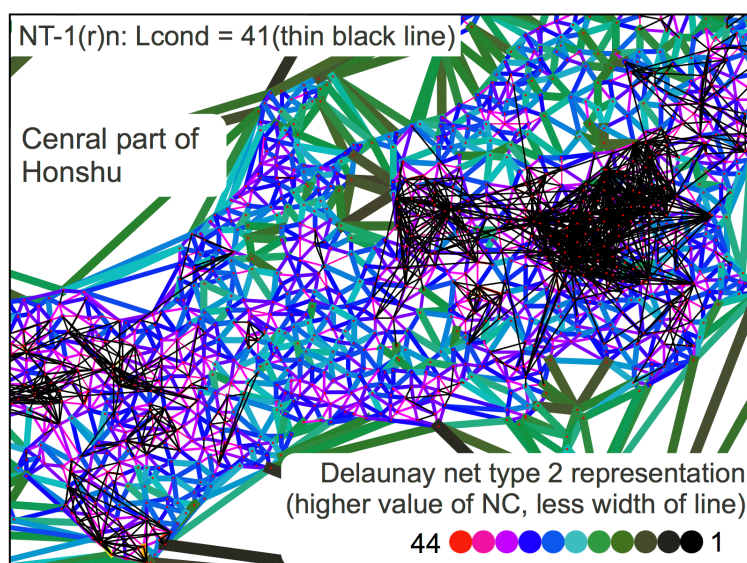 NT-1(r)n: Lcond = 41(thin black line)
Cenral part of
Honshu
Delaunay net type 2 representation
(higher value of NC, less width of line)
44 1